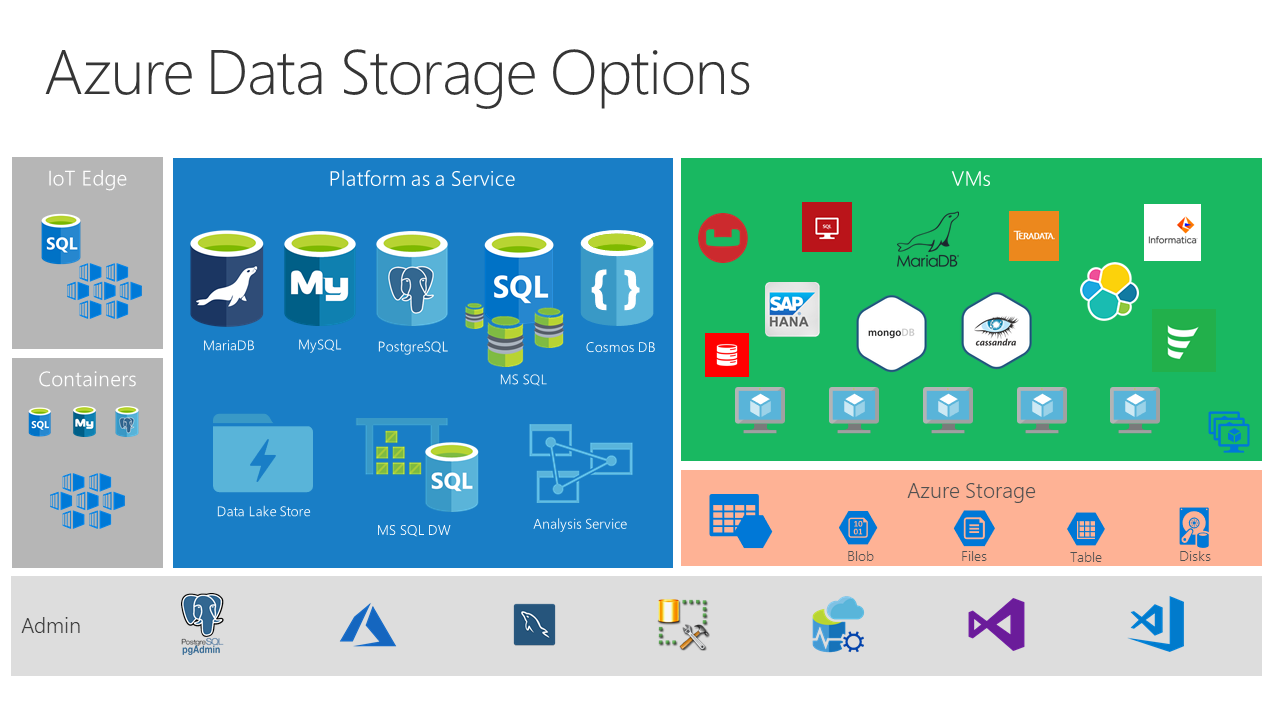 Azure Data Storage Options
IoT Edge
SQL
Containers
SQL
My
Platform as a Service
My
SQL
{ }
MariaDB
MySQL
PostgreSQL
MS SQL
Cosmos DB
SQL
Data Lake Store
MS SQL DW
Analysis Service
VMs
SQL
MariaDB
TERADATA.
Informatica
SAP
HANA
mongoDB
cassandra
Azure Storage
10
01
Blob
Files
Table
Disks
Admin
PostgreSQL
pgAdmin